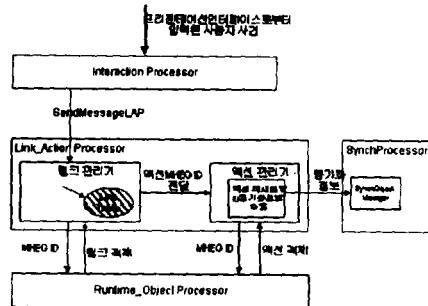 프리젠테이션인터페이스로부터
입력된 사용자 사건
Interaction Processor
SendMessageLAP
Link_Action Processor
링크 관리기
액션MHEG ID
전달
액션 관리기
동기화
정보
SynchProcessor
SynchObject
Manager
MHEG ID
링크 객체
MHEG ID
액션 객체
Runtime_Object Processor